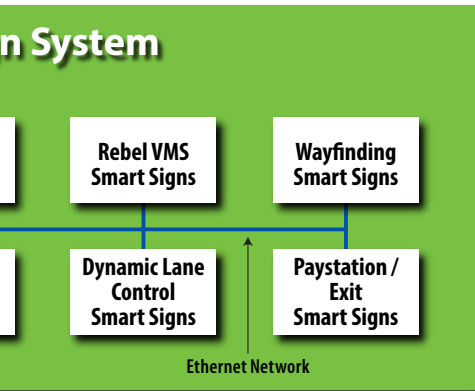 n System
Rebel VMS
Smart Signs
Wayfinding
Smart Signs
Dynamic Lane
Control
Smart Signs
Paystation /
Exit
Smart Signs
Ethernet Network